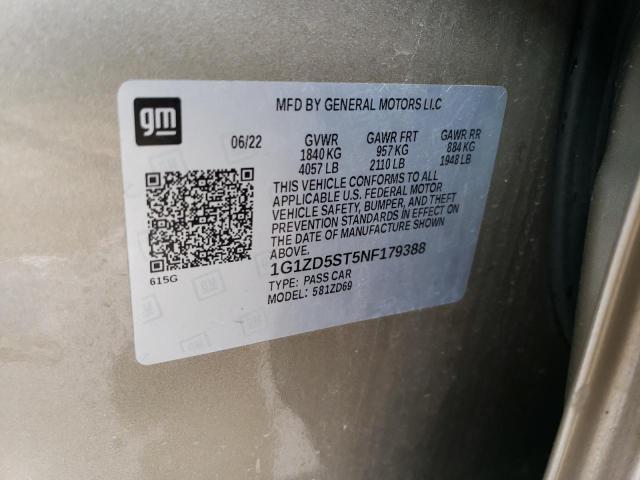 gm
MFD BY GENERAL MOTORS LLC
06/22 GVWR GAWR FRT GAWR RR
1840 KG 957 KG 884 KG
4057 LB 2110 LB 1948 LB
THIS VEHICLE CONFORMS TO ALL
APPLICABLE U.S. FEDERAL MOTOR
VEHICLE SAFETY, BUMPER, AND THEFT
PREVENTION STANDARDS IN EFFECT ON
THE DATE OF MANUFACTURE SHOWN
ABOVE.
615G
1G1ZD5ST5NF179388
TYPE: PASS CAR
MODEL: 581ZD69